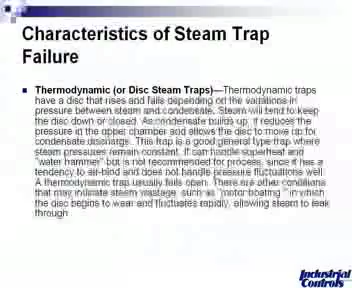 Characteristics of Steam Trap
Failure
Thermodynamic (or Disc Steam Traps)—Thermodynamic traps
have a disc that rises and falls depending on the variations in
pressure between steam and condensate. Steam will tend to keep
the disc down or closed. As condensate builds up, it reduces the
pressure in the upper chamber and allows the disc to move up for
condensate discharge. This trap is a good general type trap where
steam pressures remain constant. It can handle superheat and
"water hammer" but is not recommended for process, since it has a
tendency to air-bind and does not handle pressure fluctuations well.
A thermodynamic trap usually fails open. There are other conditions
that may indicate steam wastage, such as "motor boating," in which
the disc begins to wear and fluctuates rapidly, allowing steam to leak
through.
Industrial
Controls